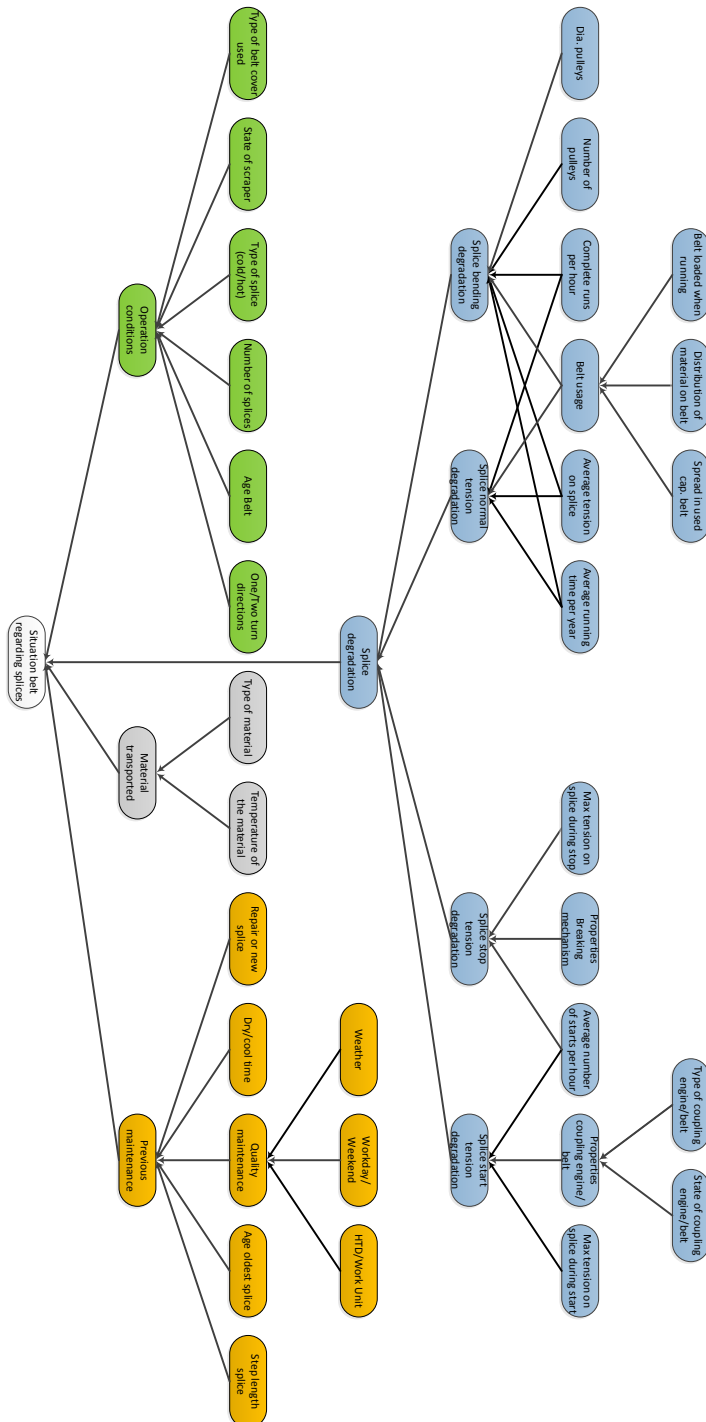 Belt loaded when
running
Distribution of
material on belt
Spread in used
cap. belt
Type of coupling
engine/belt
State of coupling
engine/belt
Dia. pulleys
Number of
pulleys
Complete runs
per hour
Belt usage
Average tension
on splice
Average running
time per year
Max tension on
splice during stop
Properties
Breaking
mechanism
Average number
of starts per hour
Properties
coupling engine/
belt
Max tension on
splice during start
Splice bending
degradation
Splice normal
tension
degradation
Splice stop
tension
degradation
Splice start
tension
degradation
Splice
degradation
Weather
Workday/
Weekend
HTD/Work Unit
Type of belt cover
used
State of scraper
Type of splice
(cold/hot)
Number of splices
Age Belt
One/Two turn
directions
Type of material
Temperature of
the material
Repair or new
splice
Dry/cool time
Quality
maintenance
Age oldest splice
Step length
splice
Operation
conditions
Material
transported
Previous
maintenance
Situation belt
regarding splices